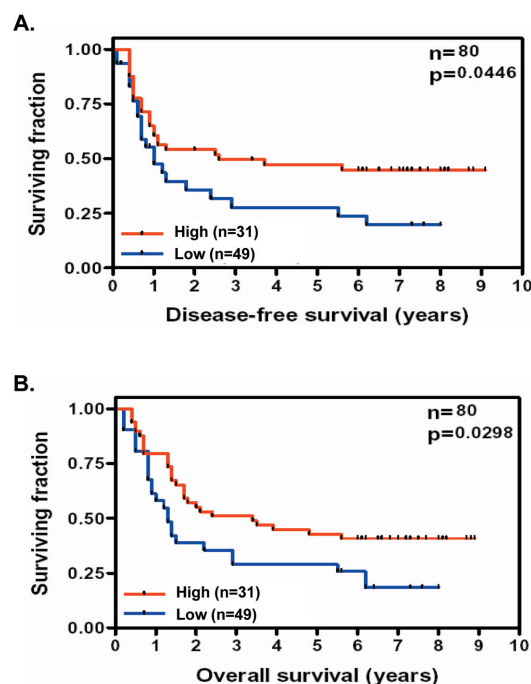 A.
n=80
p=0.0446
1.00
0.75
0.50
0.25
0.00
Surviving fraction
High (n=31)
Low (n=49)
0 1 2 3 4 5 6 7 8 9 10
Disease-free survival (years)
B.
n=80
p=0.0298
1.00
0.75
0.50
0.25
0.00
Surviving fraction
High (n=31)
Low (n=49)
0 1 2 3 4 5 6 7 8 9 10
Overall survival (years)